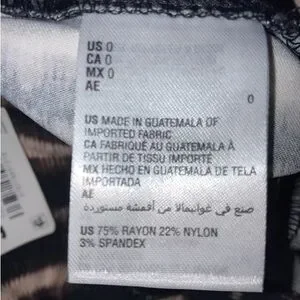 US 0
CA 0
MX 0
AE
0
US MADE IN GUATEMALA OF
IMPORTED FABRIC
CA FABRIQUÉ AU GUATEMALA À
PARTIR DE TISSU IMPORTÉ
MX HECHO EN GUATEMALA DE TELA
IMPORTADA
AE
صنع في غواتيمالا من أقمشة مستوردة
US 75% RAYON 22% NYLON
3% SPANDEX